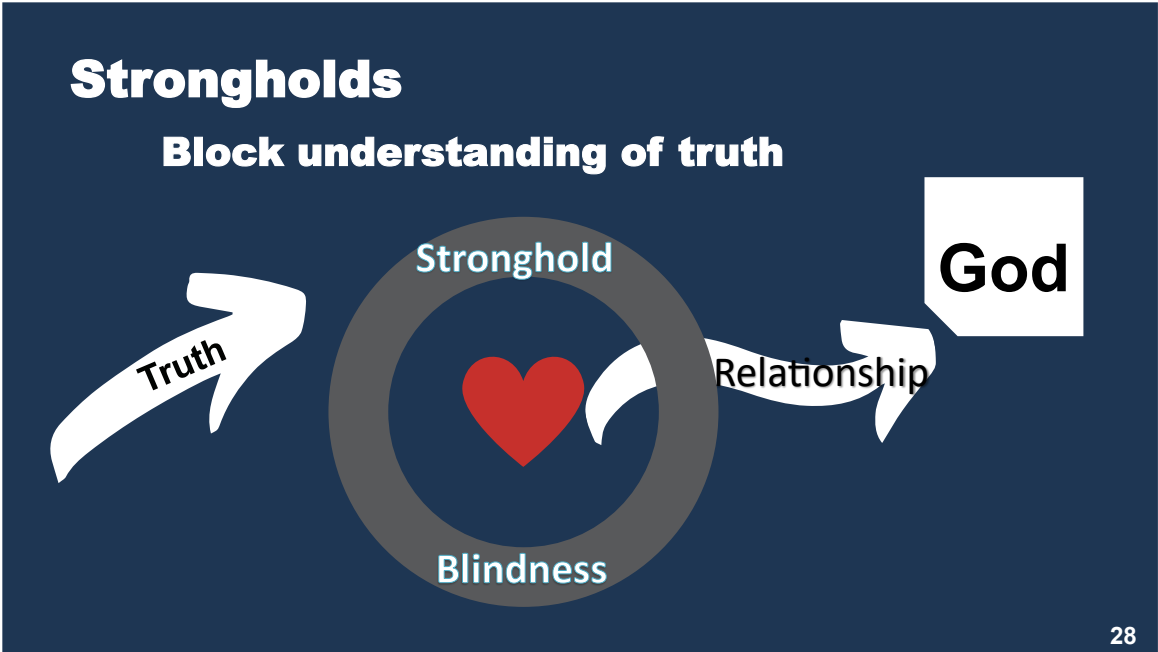 Strongholds
Block understanding of truth
God
Stronghold
Truth
Relationship
Blindness
28